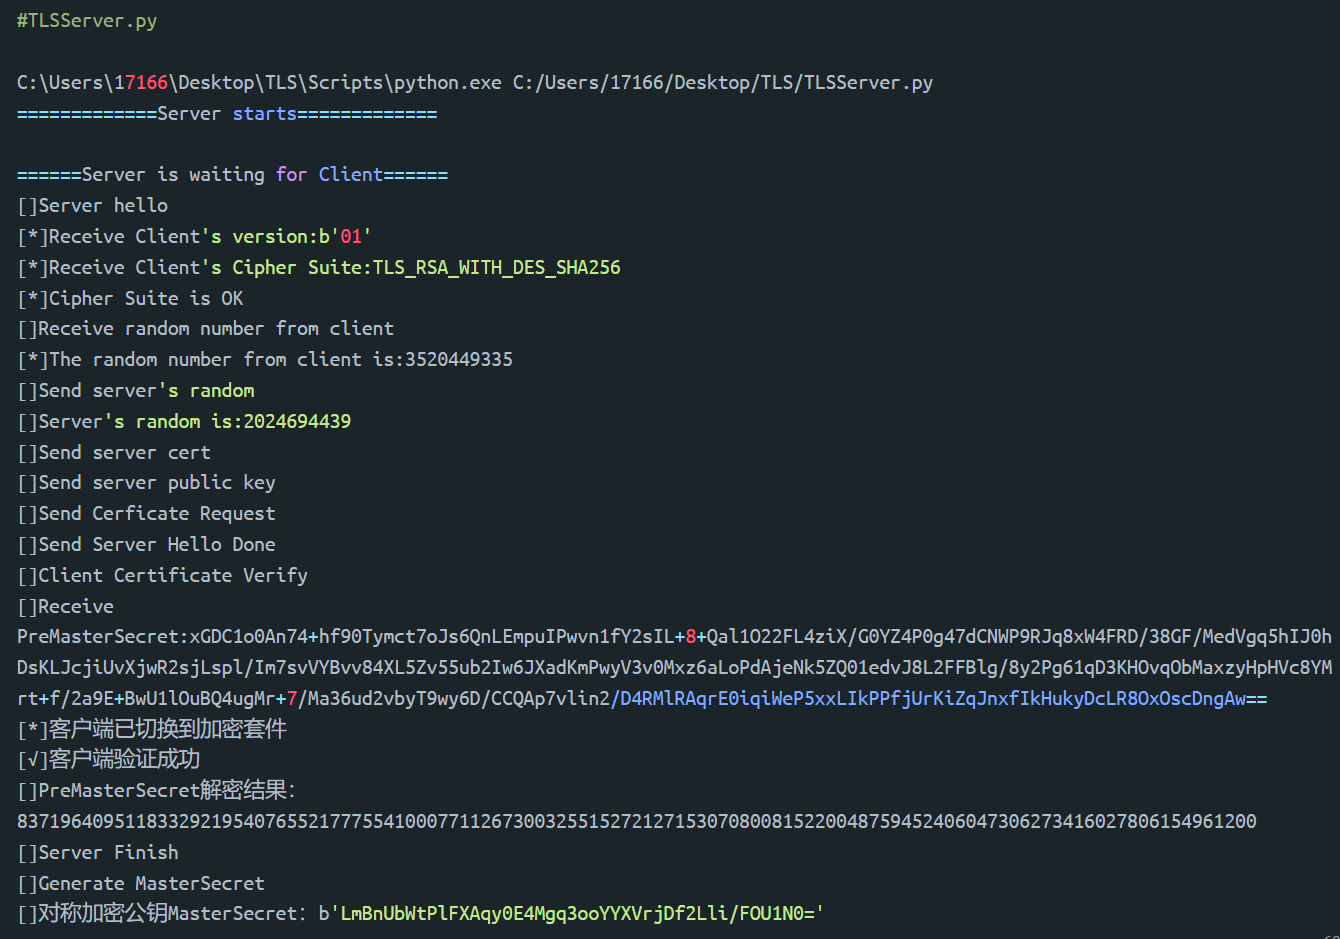 #TLSServer.py
C:\Users\17166\Desktop\TLS\Scripts\python.exe C:/Users/17166/Desktop/TLS/TLSServer.py
=============Server starts=============
======Server is waiting for Client======
[]Server hello
[*]Receive Client's version:b'01'
[*]Receive Client's Cipher Suite:TLS_RSA_WITH_DES_SHA256
[*]Cipher Suite is OK
[]Receive random number from client
[*]The random number from client is:3520449335
[]Send server's random
[]Server's random is:2024694439
[]Send server cert
[]Send server public key
[]Send Cerficate Request
[]Send Server Hello Done
[]Client Certificate Verify
[]Receive
PreMasterSecret:xGDC1o0An74+hf90Tymct7oJs6QnLEmpuIPwvn1fY2sIL+8+Qal1O22FL4ziX/G0YZ4P0g47dCNWP9RJq8xW4FRD/38GF/MedVgq5hIJ0h
DsKLJcjiUvXjwR2sjLspl/Im7svVYBvv84XL5Zv55ub2Iw6JXadKmPwyV3v0Mxz6aLoPdAjeNk5ZQ01edvJ8L2FFBlg/8y2Pg61qD3KHOvqObMaxzyHpHVc8YM
rt+f/2a9E+BwU1lOuBQ4ugMr+7/Ma36ud2vbyT9wy6D/CCQAp7vlin2/D4RMlRAqrE0iqiWeP5xxLIkPPfjUrKiZqJnxfIkHukyDcLR8OxOscDngAw==
[*]客户端已切换到加密套件
[√]客户端验证成功
[]PreMasterSecret解密结果：
83719640951183329219540765521777554100077112673003255152721271530708008152200487594524060473062734160278061549612​00
[]Server Finish
[]Generate MasterSecret
[]对称加密公钥MasterSecret：b'LmBnUbWtPlFXAqy0E4Mgq3ooYYXVrjDf2Lli/FOU1N0='